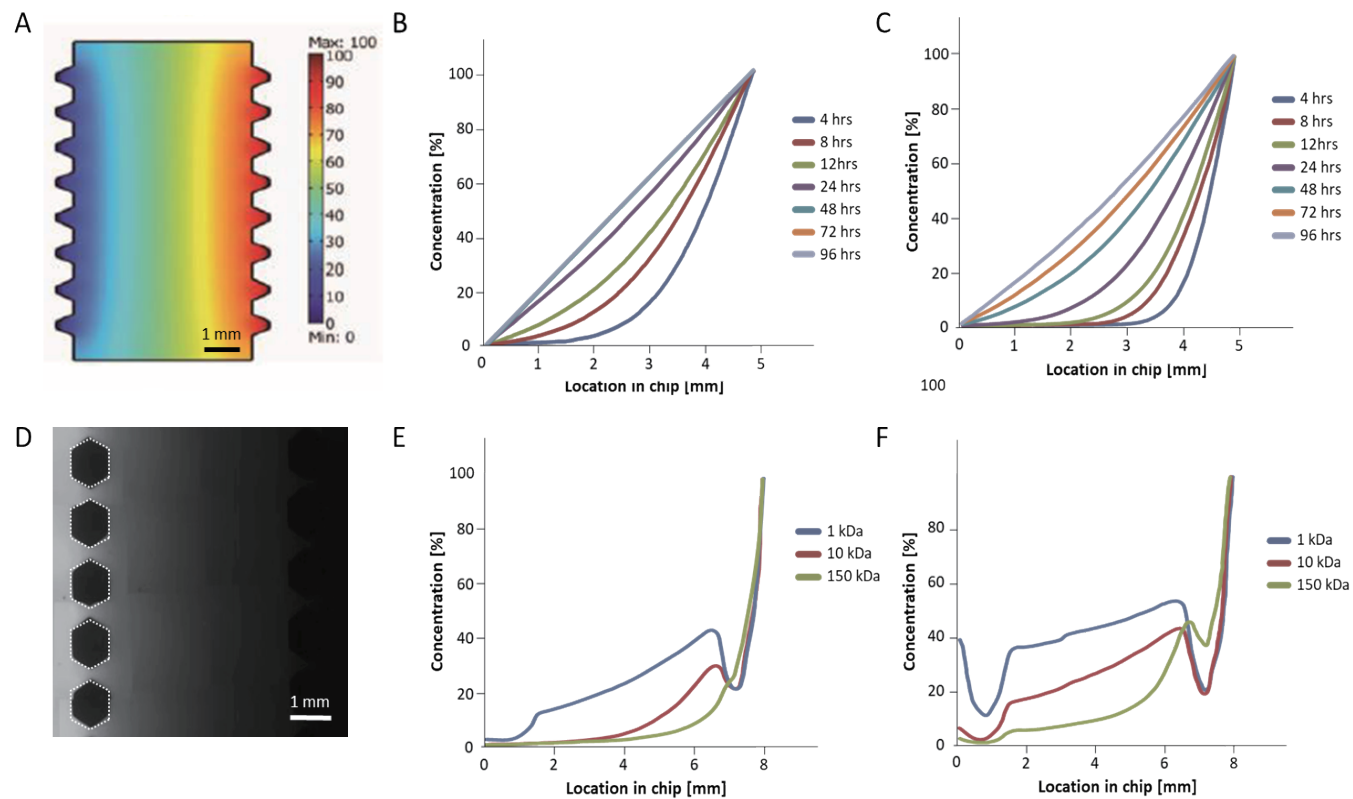 A
Max: 100
100
90
80
70
60
50
40
30
20
10
0
Min: 0
1 mm
B
Concentration [%]
100
80
60
40
20
0
0 1 2 3 4 5
Location in chip [mm]
4 hrs
8 hrs
12hrs
24 hrs
48 hrs
72 hrs
96 hrs
C
Concentration [%]
100
80
60
40
20
0
0 1 2 3 4 5
Location in chip [mm]
4 hrs
8 hrs
12hrs
24 hrs
48 hrs
72 hrs
96 hrs
100
D
1 mm
E
Concentration [%]
100
80
60
40
20
0
0 2 4 6 8
Location in chip [mm]
1 kDa
10 kDa
150 kDa
F
Concentration [%]
80
60
40
20
0
0 2 4 6 8
Location in chip [mm]
1 kDa
10 kDa
150 kDa